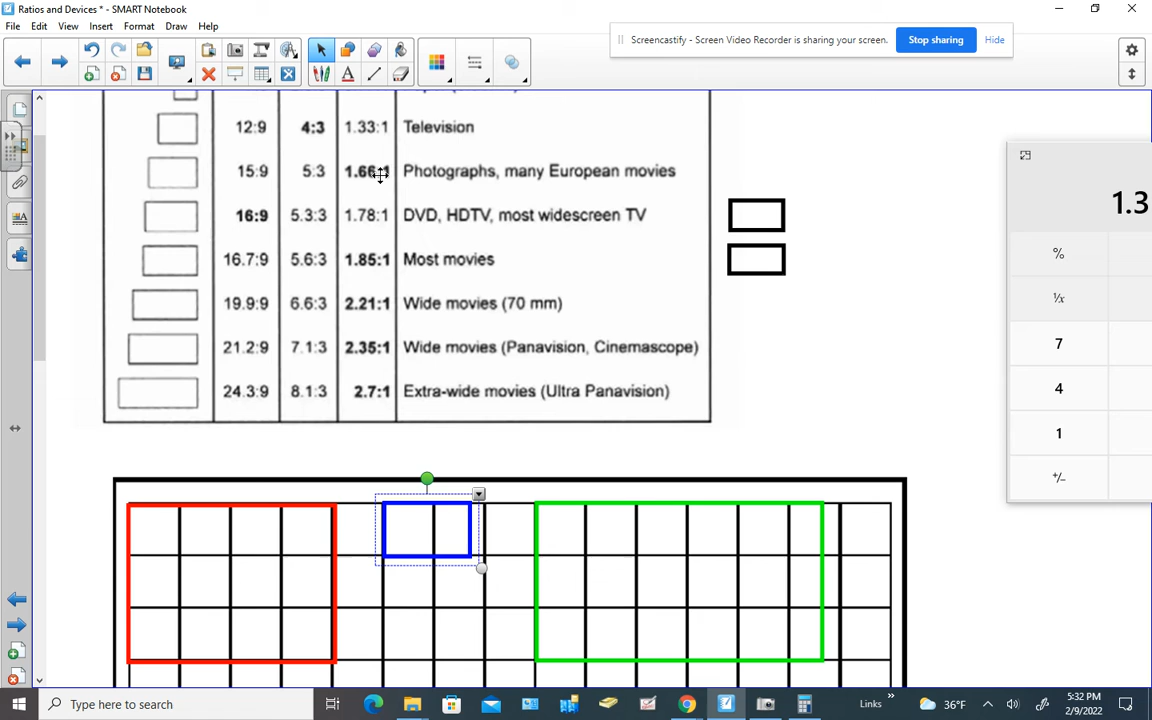 Ratios and Devices * - SMART Notebook
File Edit View Insert Format Draw Help
Screencastify - Screen Video Recorder is sharing your screen. Stop sharing Hide
12:9 4:3 1.33:1 Television
15:9 5:3 1.66:1 Photographs, many European movies
16:9 5.3:3 1.78:1 DVD, HDTV, most widescreen TV
16.7:9 5.6:3 1.85:1 Most movies
19.9:9 6.6:3 2.21:1 Wide movies (70 mm)
21.2:9 7.1:3 2.35:1 Wide movies (Panavision, Cinemascope)
24.3:9 8.1:3 2.7:1 Extra-wide movies (Ultra Panavision)
1.3
%
¹/x
7
4
1
+/-
Type here to search
Links
36°F
5:32 PM
2/9/2022